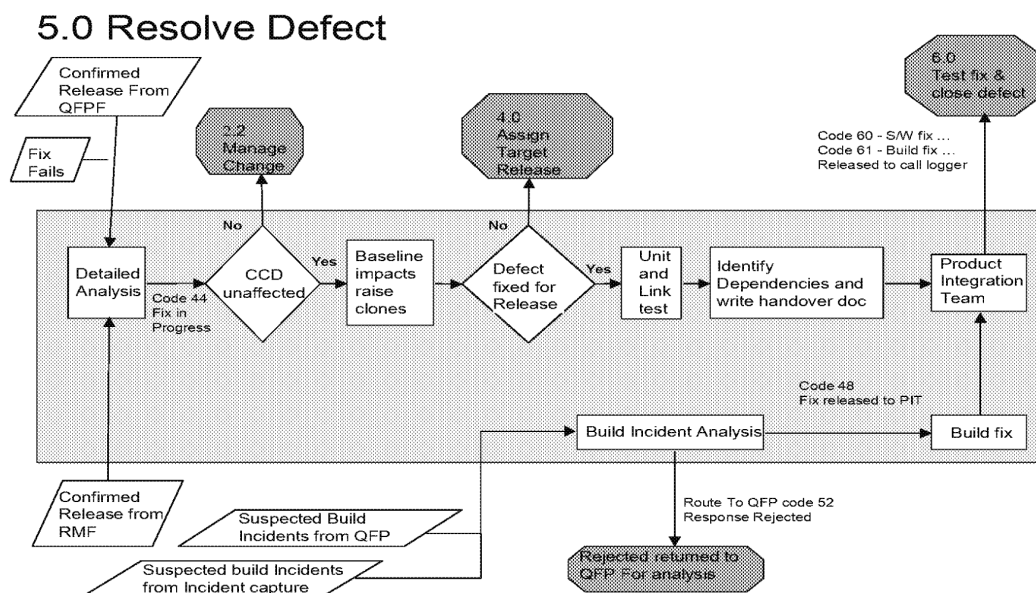 5.0 Resolve Defect
Confirmed
Release From
QFPF
Fix
Fails
2.2
Manage
Change
4.0
Assign
Target
Release
6.0
Test fix &
close defect
Code 60 - S/W fix ...
Code 61 - Build fix ...
Released to call logger
No
No
Detailed
Analysis
Code 44
Fix in
Progress
CCD
unaffected
Yes
Baseline
impacts
raise
clones
Defect
fixed for
Release
Yes
Unit
and
Link
test
Identify
Dependencies and
write handover doc
Product
Integration
Team
Code 48
Fix released to PIT
Build Incident Analysis
Build fix
Confirmed
Release from
RMF
Suspected Build
Incidents from QFP
Suspected build Incidents
from Incident capture
Route To QFP code 52
Response Rejected
Rejected returned to
QFP For analysis